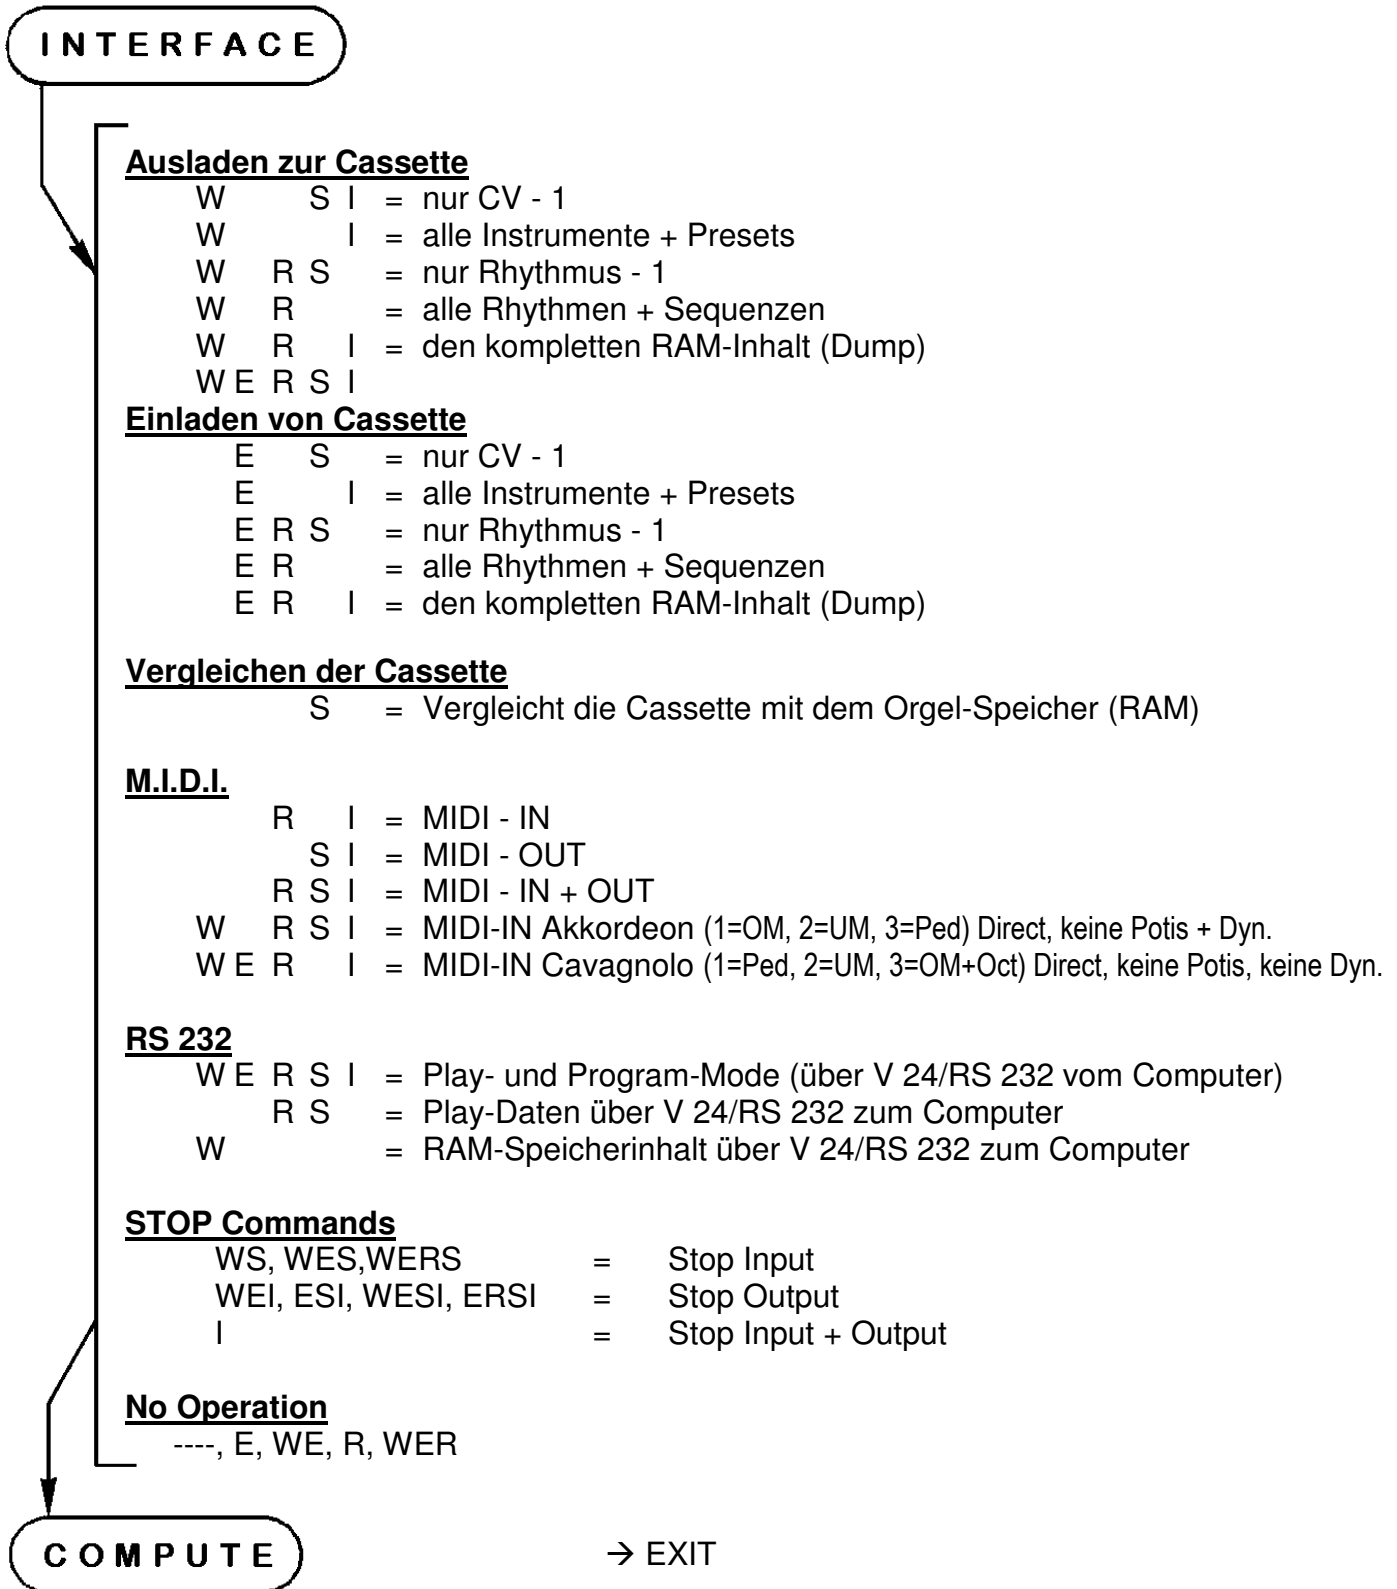 INTERFACE
Ausladen zur Cassette
W S I = nur CV - 1
W I = alle Instrumente + Presets
W R S = nur Rhythmus - 1
W R = alle Rhythmen + Sequenzen
W R I = den kompletten RAM-Inhalt (Dump)
W E R S I
Einladen von Cassette
E S = nur CV - 1
E I = alle Instrumente + Presets
E R S = nur Rhythmus - 1
E R = alle Rhythmen + Sequenzen
E R I = den kompletten RAM-Inhalt (Dump)
Vergleichen der Cassette
S = Vergleicht die Cassette mit dem Orgel-Speicher (RAM)
M.I.D.I.
R I = MIDI - IN
S I = MIDI - OUT
R S I = MIDI - IN + OUT
W R S I = MIDI-IN Akkordeon (1=OM, 2=UM, 3=Ped) Direct, keine Potis + Dyn.
W E R I = MIDI-IN Cavagnolo (1=Ped, 2=UM, 3=OM+Oct) Direct, keine Potis, keine Dyn.
RS 232
W E R S I = Play- und Program-Mode (über V 24/RS 232 vom Computer)
R S = Play-Daten über V 24/RS 232 zum Computer
W = RAM-Speicherinhalt über V 24/RS 232 zum Computer
STOP Commands
WS, WES,WERS = Stop Input
WEI, ESI, WESI, ERSI = Stop Output
I = Stop Input + Output
No Operation
----, E, WE, R, WER
COMPUTE → EXIT